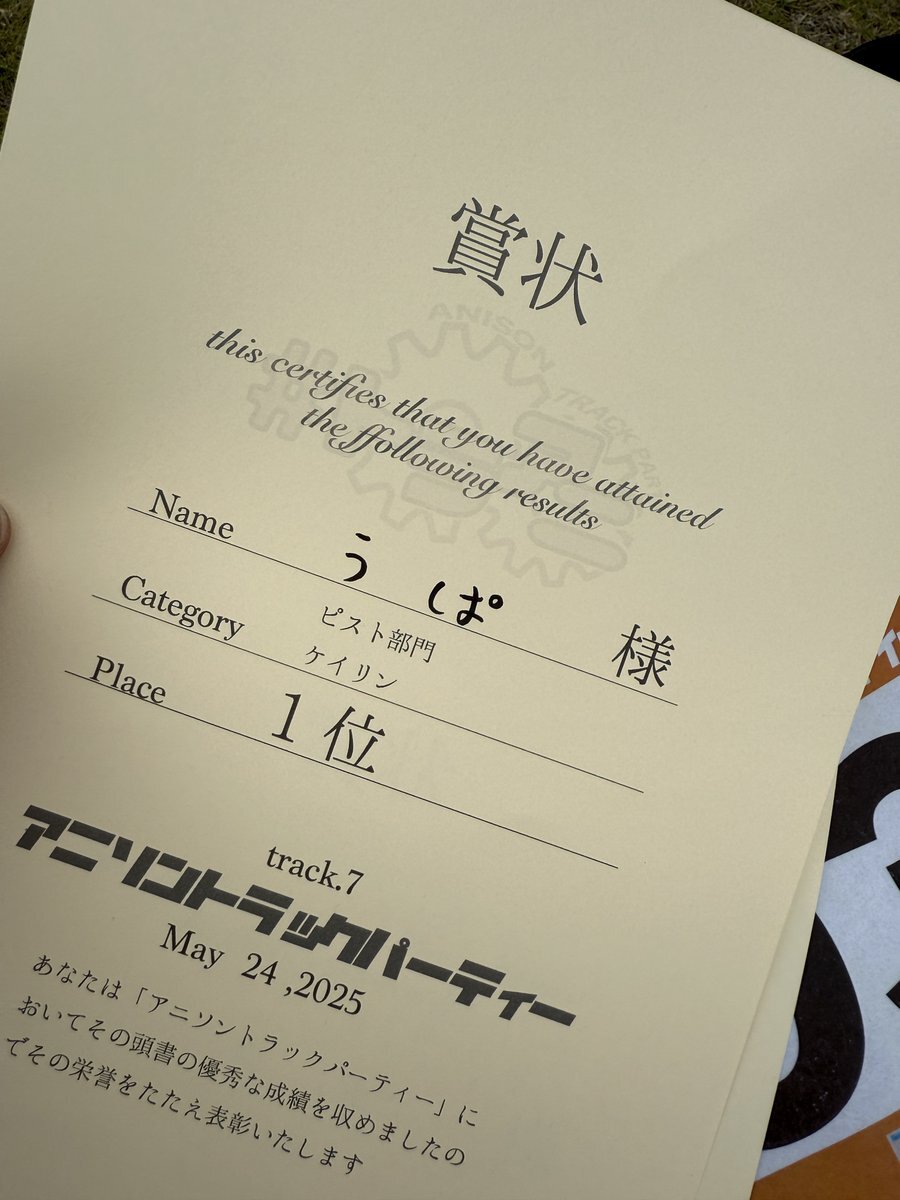 賞状
ANISON TRACK PARTY
this certifies that you have attained
the ffollowing results
Name うぱ 様
Category ピスト部門
ケイリン
Place 1位
track.7
アニソントラックパーティー
May 24 ,2025
あなたは「アニソントラックパーティー」に
おいてその頭書の優秀な成績を収めましたの
でその栄誉をたたえ表彰いたします